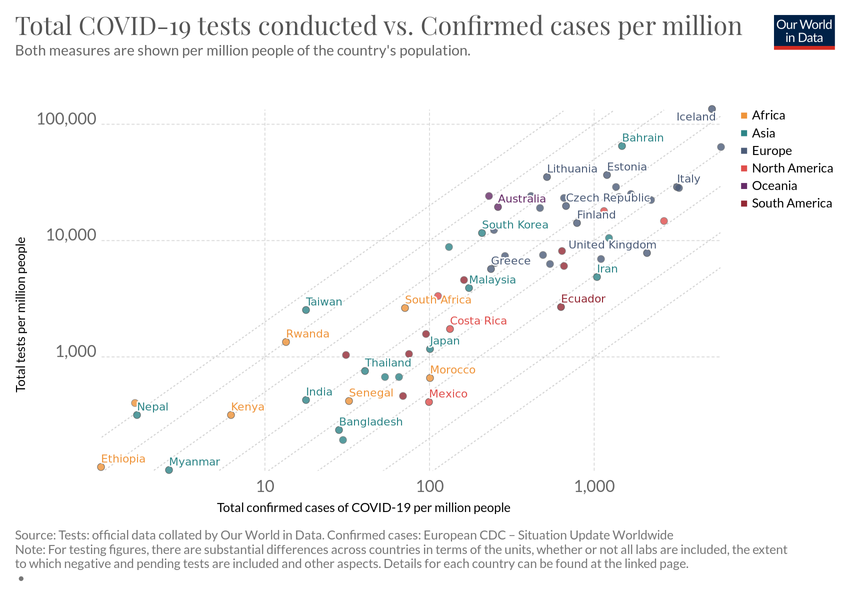 Total COVID-19 tests conducted vs. Confirmed cases per million
Both measures are shown per million people of the country's population.
Our World
in Data
100,000
10,000
1,000
Total tests per million people
Iceland
Bahrain
Lithuania
Estonia
Italy
Australia
Czech Republic
Finland
South Korea
United Kingdom
Greece
Iran
Malaysia
Taiwan
South Africa
Ecuador
Costa Rica
Rwanda
Japan
Thailand
Morocco
India
Senegal
Mexico
Nepal
Kenya
Bangladesh
Ethiopia
Myanmar
10
100
1,000
Total confirmed cases of COVID-19 per million people
Africa
Asia
Europe
North America
Oceania
South America
Source: Tests: official data collated by Our World in Data. Confirmed cases: European CDC – Situation Update Worldwide
Note: For testing figures, there are substantial differences across countries in terms of the units, whether or not all labs are included, the extent
to which negative and pending tests are included and other aspects. Details for each country can be found at the linked page.
•